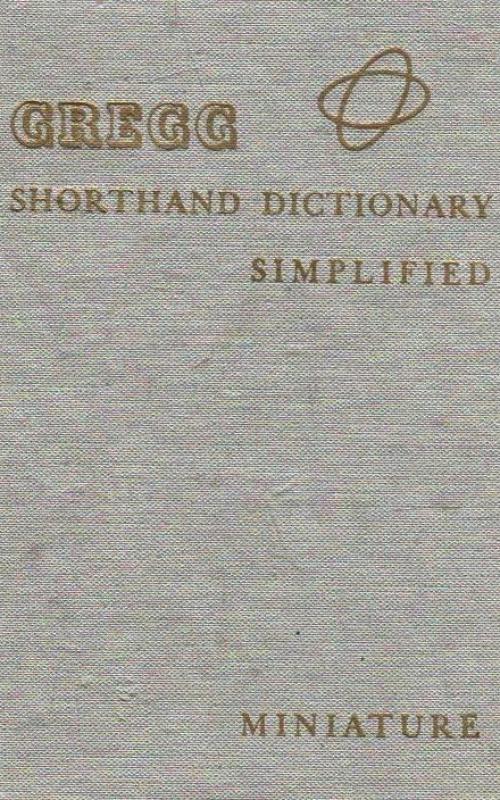 GREGG
SHORTHAND DICTIONARY
SIMPLIFIED
MINIATURE